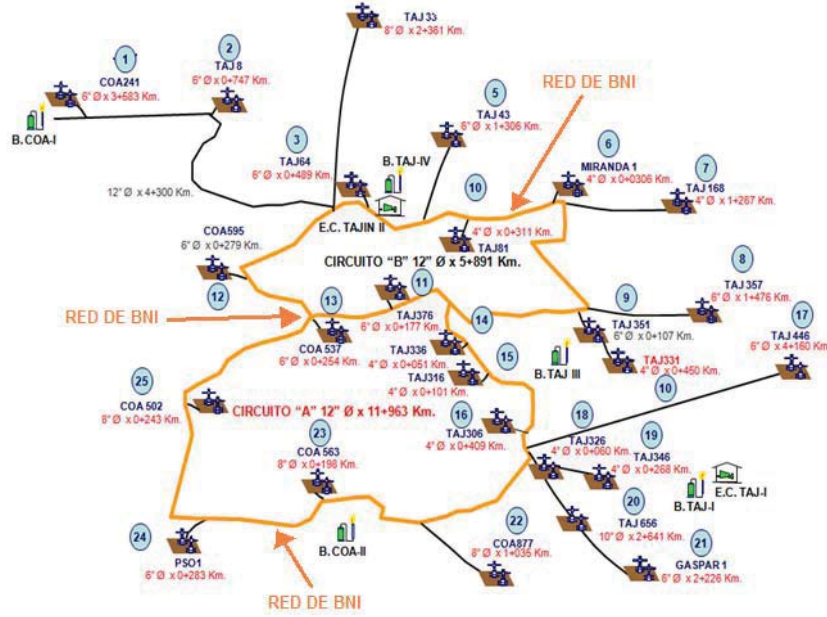 TAJ 33
8" Ø x 2+361 Km.
1
COA241
6" Ø x 3+583 Km.
2
TAJ 8
6" Ø x 0+747 Km.
B. COA-I
RED DE BNI
5
TAJ 43
6" Ø x 1+306 Km.
3
TAJ64
6" Ø x 0+489 Km.
B. TAJ-IV
6
MIRANDA 1
4" Ø x 0+0306 Km.
7
TAJ 168
4" Ø x 1+267 Km.
12" Ø x 4+300 Km.
10
4" Ø x 0+311 Km.
TAJ81
E.C. TAJIN II
COA595
6" Ø x 0+279 Km.
12
CIRCUITO "B" 12" Ø x 5+891 Km.
8
TAJ 357
6" Ø x 1+476 Km.
11
TAJ376
6" Ø x 0+177 Km.
RED DE BNI
13
COA 537
6" Ø x 0+254 Km.
14
TAJ336
4" Ø x 0+051 Km.
9
TAJ 351
6" Ø x 0+107 Km.
17
TAJ 446
6" Ø x 4+160 Km.
B. TAJ III
TAJ331
4" Ø x 0+450 Km.
15
TAJ316
4" Ø x 0+101 Km.
10
25
COA 502
8" Ø x 0+243 Km.
CIRCUITO "A" 12" Ø x 11+963 Km.
16
TAJ306
4" Ø x 0+409 Km.
18
TAJ326
4" Ø x 0+060 Km.
19
TAJ346
4" Ø x 0+268 Km.
23
COA 563
8" Ø x 0+198 Km.
B. TAJ-I
E.C. TAJ-I
20
TAJ 656
10" Ø x 2+641 Km.
24
PSO1
6" Ø x 0+283 Km.
B. COA-II
22
COA877
6" Ø x 1+035 Km.
21
GASPAR 1
6" Ø x 2+226 Km.
RED DE BNI